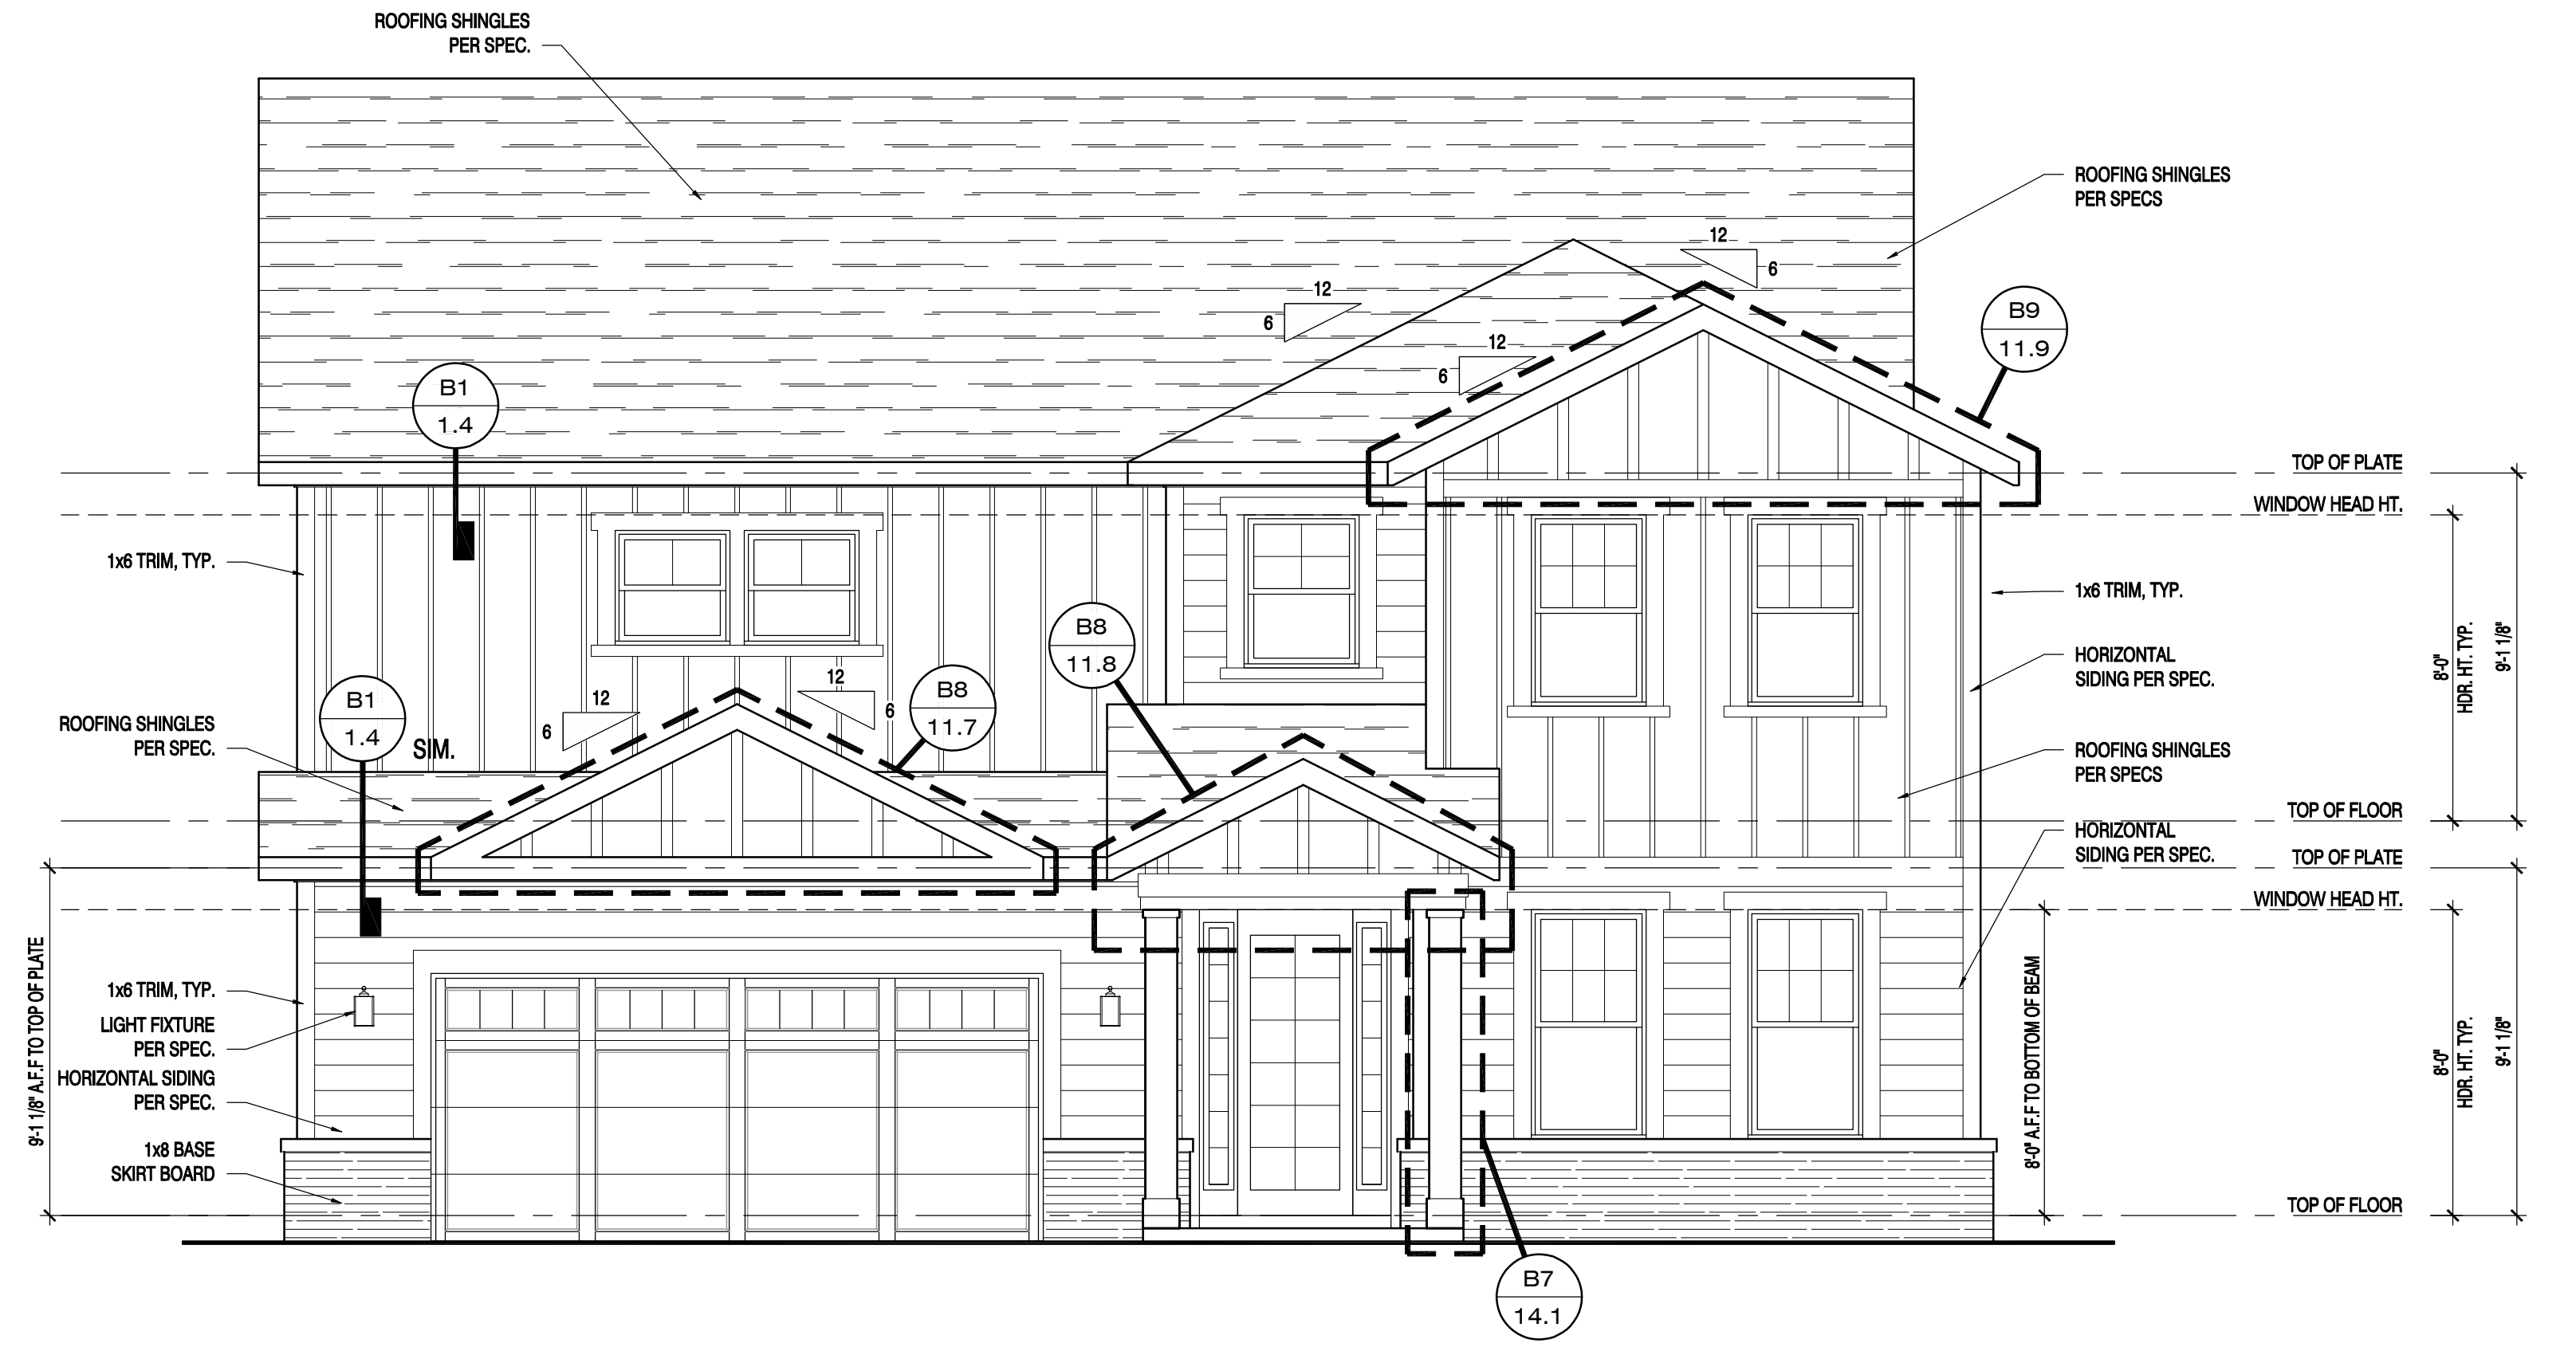 ROOFING SHINGLES
PER SPEC.
ROOFING SHINGLES
PER SPECS
12
6
12
6
12
6
B9
11.9
B1
1.4
TOP OF PLATE
WINDOW HEAD HT.
1x6 TRIM, TYP.
1x6 TRIM, TYP.
8'-0"
HDR. HT. TYP.
9'-1 1/8"
B8
11.8
HORIZONTAL
SIDING PER SPEC.
12
6
12
6
B8
11.7
B1
1.4
SIM.
ROOFING SHINGLES
PER SPEC.
ROOFING SHINGLES
PER SPECS
TOP OF FLOOR
HORIZONTAL
SIDING PER SPEC.
TOP OF PLATE
WINDOW HEAD HT.
9'-1 1/8" A.F.F TO TOP OF PLATE
1x6 TRIM, TYP.
LIGHT FIXTURE
PER SPEC.
HORIZONTAL SIDING
PER SPEC.
1x8 BASE
SKIRT BOARD
8'-0" A.F.F TO BOTTOM OF BEAM
8'-0"
HDR. HT. TYP.
9'-1 1/8"
TOP OF FLOOR
B7
14.1